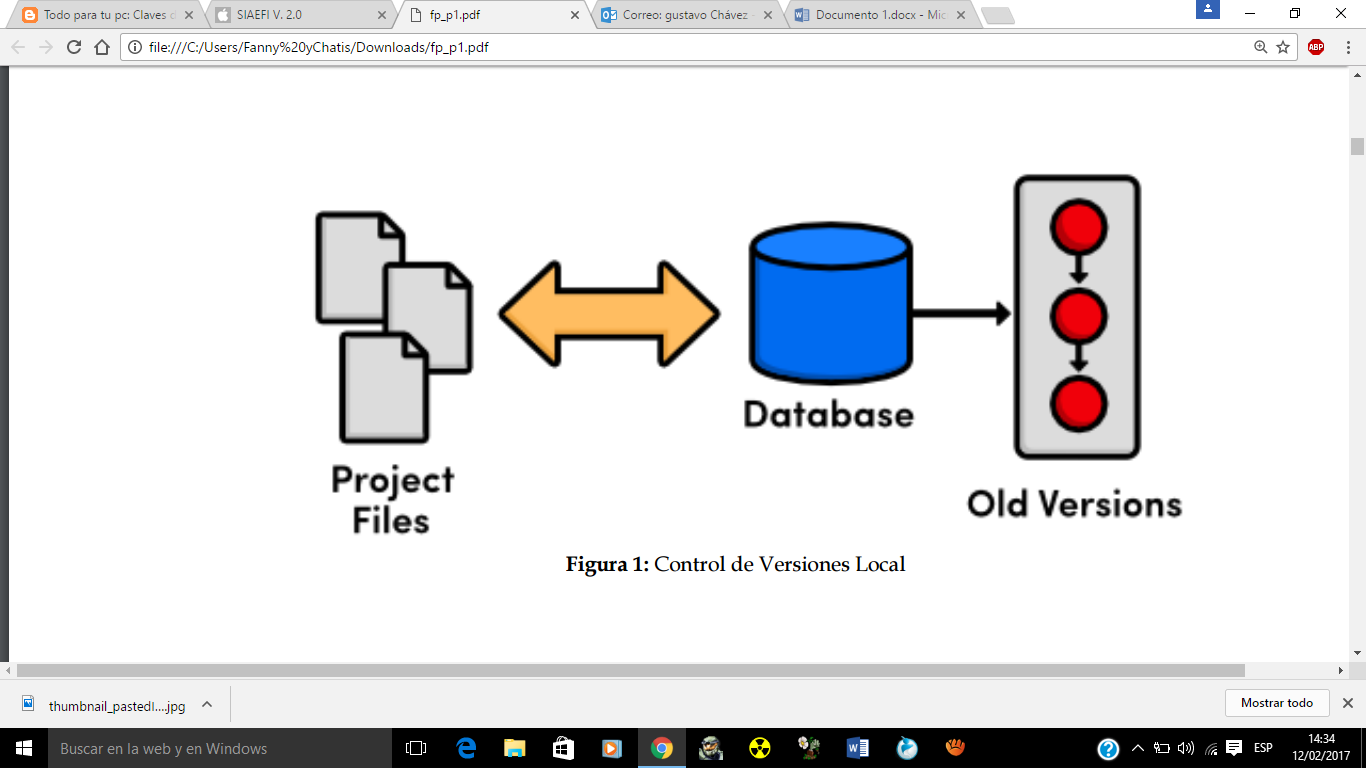 Todo para tu pc: Claves d
SIAEFI V. 2.0
fp_p1.pdf
Correo: gustavo Chávez -
Documento 1.docx - Mic
file:///C:/Users/Fanny%20yChatis/Downloads/fp_p1.pdf
ABP
Project
Files
Database
Old Versions
Figura 1: Control de Versiones Local
thumbnail_pasted....jpg
Mostrar todo
Buscar en la web y en Windows
ESP
14:34
12/02/2017